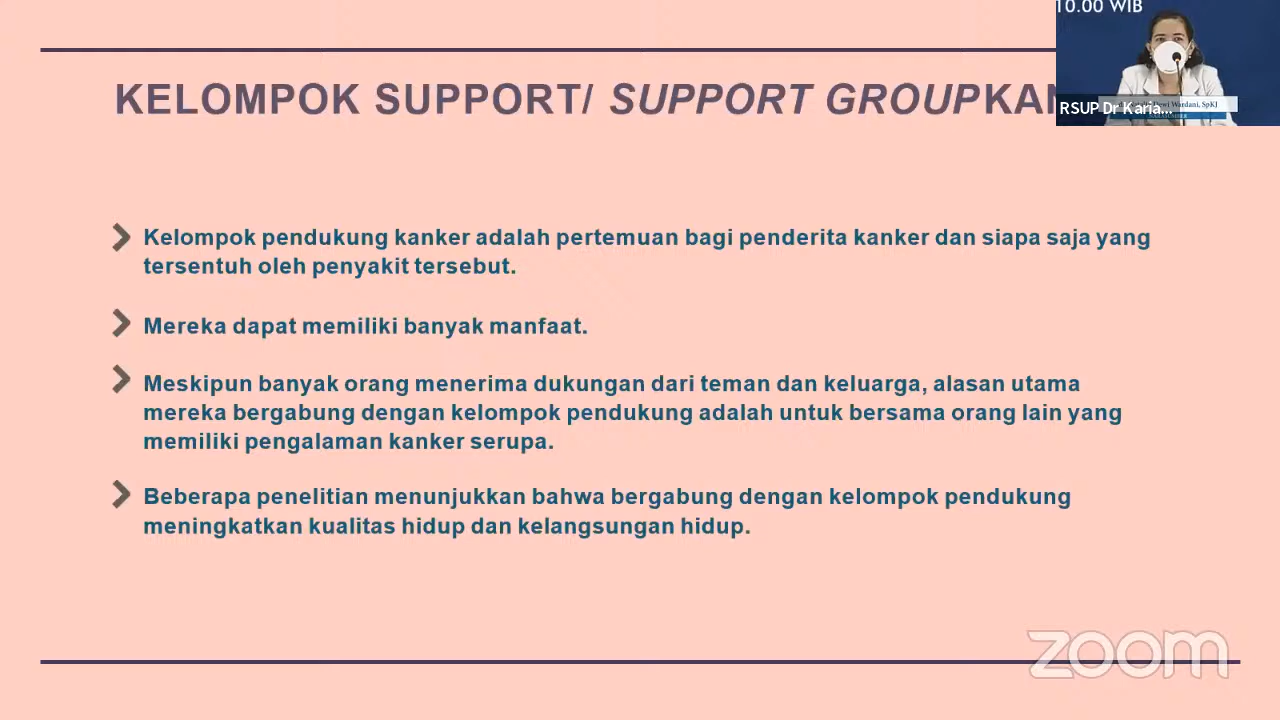 10.00 WIB
KELOMPOK SUPPORT/ SUPPORT GROUPKAN
RSUP Dr Karia...
Wardani, SpKJ
Kelompok pendukung kanker adalah pertemuan bagi penderita kanker dan siapa saja yang
tersentuh oleh penyakit tersebut.
Mereka dapat memiliki banyak manfaat.
Meskipun banyak orang menerima dukungan dari teman dan keluarga, alasan utama
mereka bergabung dengan kelompok pendukung adalah untuk bersama orang lain yang
memiliki pengalaman kanker serupa.
Beberapa penelitian menunjukkan bahwa bergabung dengan kelompok pendukung
meningkatkan kualitas hidup dan kelangsungan hidup.
zoom